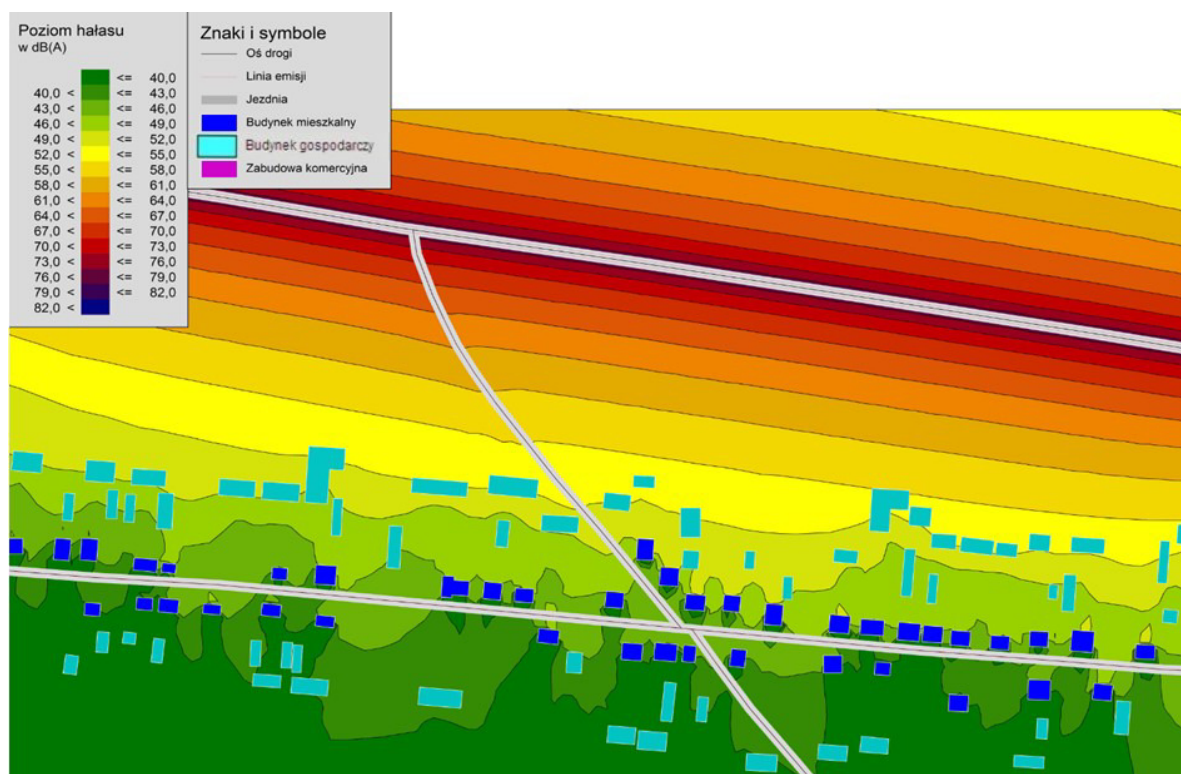 Poziom hałasu
w dB(A)
<= 40,0
40,0 < <= 43,0
43,0 < <= 46,0
46,0 < <= 49,0
49,0 < <= 52,0
52,0 < <= 55,0
55,0 < <= 58,0
58,0 < <= 61,0
61,0 < <= 64,0
64,0 < <= 67,0
67,0 < <= 70,0
70,0 < <= 73,0
73,0 < <= 76,0
76,0 < <= 79,0
79,0 < <= 82,0
82,0 <
Znaki i symbole
Oś drogi
Linia emisji
Jezdnia
Budynek mieszkalny
Budynek gospodarczy
Zabudowa komercyjna